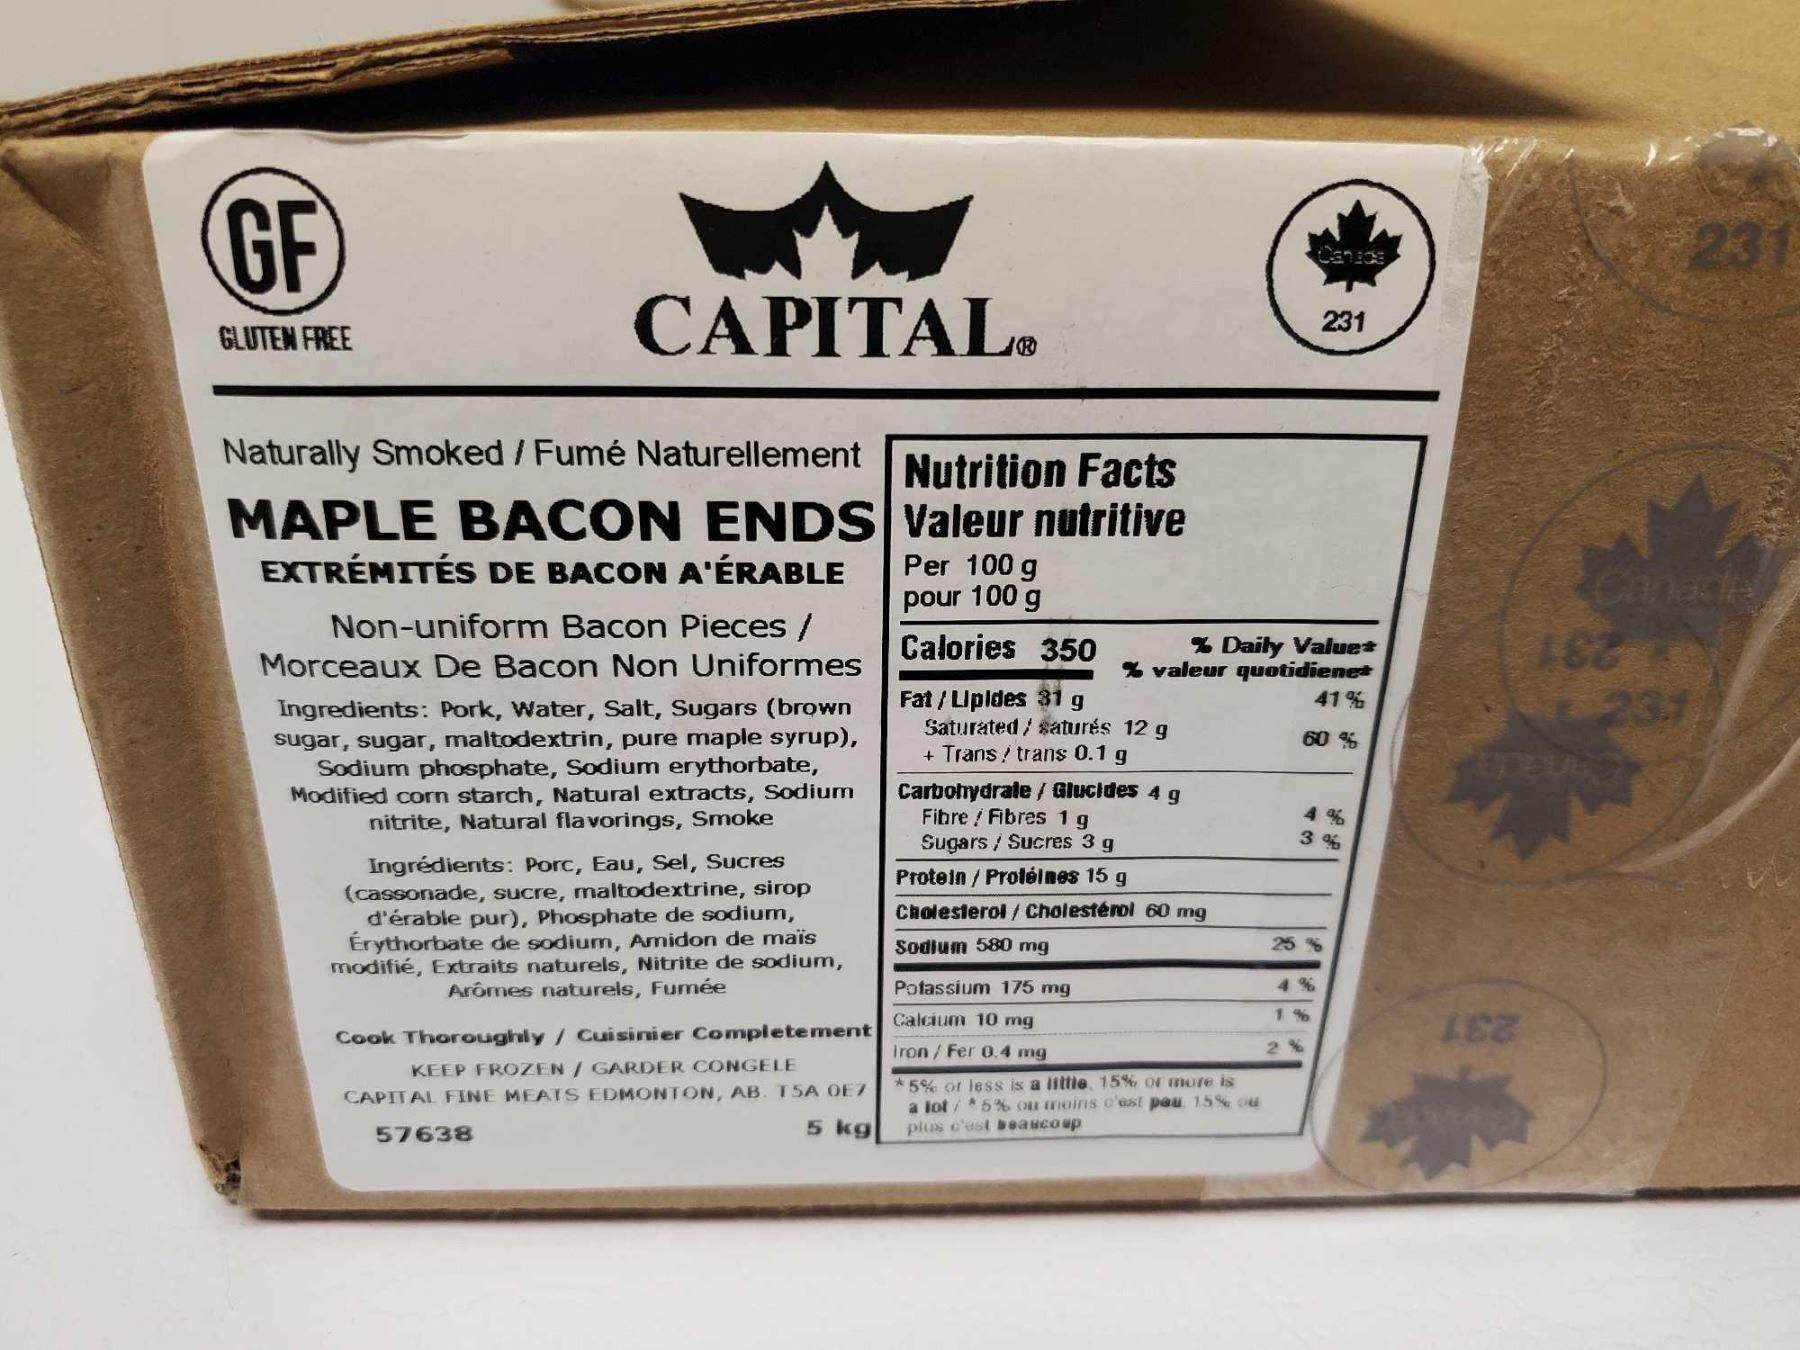 GF
GLUTEN FREE
CAPITAL®
Canada
231
Naturally Smoked / Fumé Naturellement
MAPLE BACON ENDS
EXTRÉMITÉS DE BACON A'ÉRABLE
Non-uniform Bacon Pieces /
Morceaux De Bacon Non Uniformes
Ingredients: Pork, Water, Salt, Sugars (brown
sugar, sugar, maltodextrin, pure maple syrup),
Sodium phosphate, Sodium erythorbate,
Modified corn starch, Natural extracts, Sodium
nitrite, Natural flavorings, Smoke
Ingrédients: Porc, Eau, Sel, Sucres
(cassonade, sucre, maltodextrine, sirop
d'érable pur), Phosphate de sodium,
Érythorbate de sodium, Amidon de maïs
modifié, Extraits naturels, Nitrite de sodium,
Arômes naturels, Fumée
Cook Thoroughly / Cuisinier Completement
KEEP FROZEN / GARDER CONGELE
CAPITAL FINE MEATS EDMONTON, AB. T5A 0E7
57638 5 kg
Nutrition Facts
Valeur nutritive
Per 100 g
pour 100 g
Calories 350 % Daily Value*
% valeur quotidiene*
Fat / Lipides 31 g 41 %
Saturated / saturés 12 g
+ Trans / trans 0.1 g 60 %
Carbohydrate / Glucides 4 g
Fibre / Fibres 1 g 4 %
Sugars / Sucres 3 g 3 %
Protein / Protéines 15 g
Cholesterol / Cholestérol 60 mg
Sodium 580 mg 25 %
Potassium 175 mg 4 %
Calcium 10 mg 1 %
Iron / Fer 0.4 mg 2 %
*5% or less is a little, 15% or more is
a lot / *5% ou moins c'est peu, 15% ou
plus c'est beaucoup
231
Canada
231
231
Canada
231
Canada